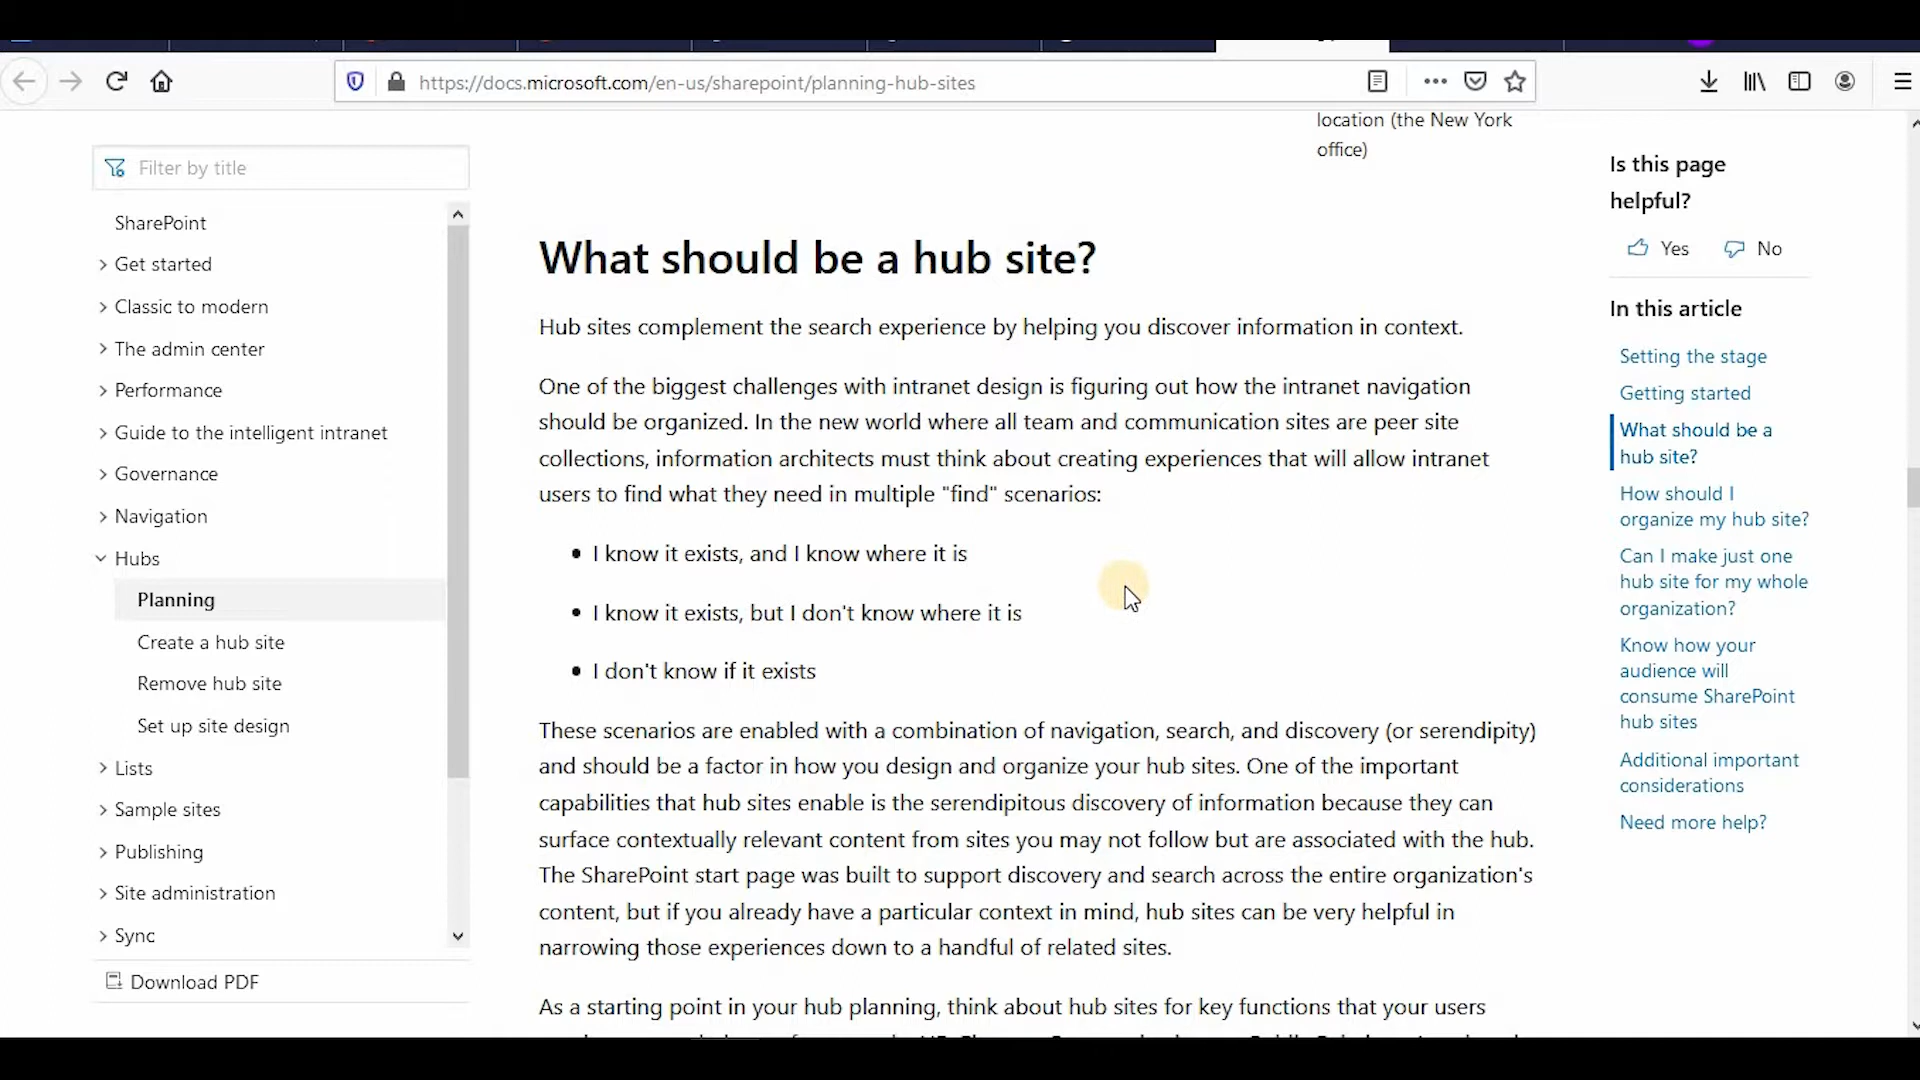 https://docs.microsoft.com/en-us/sharepoint/planning-hub-sites
Filter by title
SharePoint
Get started
Classic to modern
The admin center
Performance
Guide to the intelligent intranet
Governance
Navigation
Hubs
Planning
Create a hub site
Remove hub site
Set up site design
Lists
Sample sites
Publishing
Site administration
Sync
Download PDF
location (the New York
office)
What should be a hub site?
Hub sites complement the search experience by helping you discover information in context.
One of the biggest challenges with intranet design is figuring out how the intranet navigation
should be organized. In the new world where all team and communication sites are peer site
collections, information architects must think about creating experiences that will allow intranet
users to find what they need in multiple "find" scenarios:
• I know it exists, and I know where it is
• I know it exists, but I don't know where it is
• I don't know if it exists
These scenarios are enabled with a combination of navigation, search, and discovery (or serendipity)
and should be a factor in how you design and organize your hub sites. One of the important
capabilities that hub sites enable is the serendipitous discovery of information because they can
surface contextually relevant content from sites you may not follow but are associated with the hub.
The SharePoint start page was built to support discovery and search across the entire organization's
content, but if you already have a particular context in mind, hub sites can be very helpful in
narrowing those experiences down to a handful of related sites.
As a starting point in your hub planning, think about hub sites for key functions that your users
Is this page
helpful?
Yes No
In this article
Setting the stage
Getting started
What should be a
hub site?
How should I
organize my hub site?
Can I make just one
hub site for my whole
organization?
Know how your
audience will
consume SharePoint
hub sites
Additional important
considerations
Need more help?